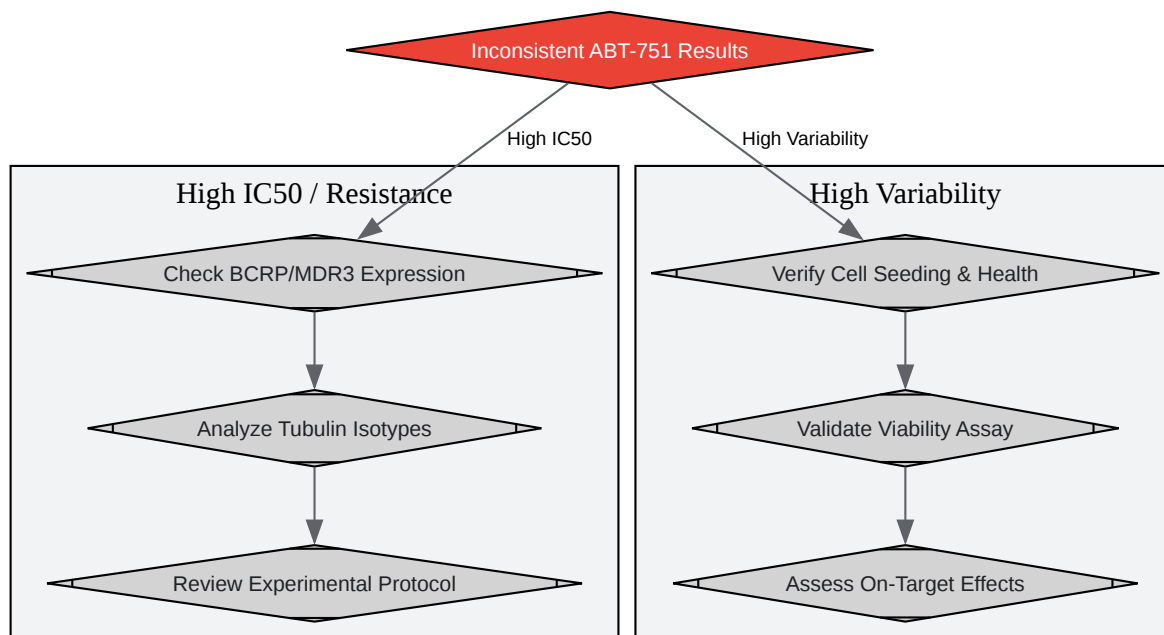 Inconsistent ABT-751 Results
High IC50
High Variability
High IC50 / Resistance
Check BCRP/MDR3 Expression
Analyze Tubulin Isotypes
Review Experimental Protocol
High Variability
Verify Cell Seeding & Health
Validate Viability Assay
Assess On-Target Effects